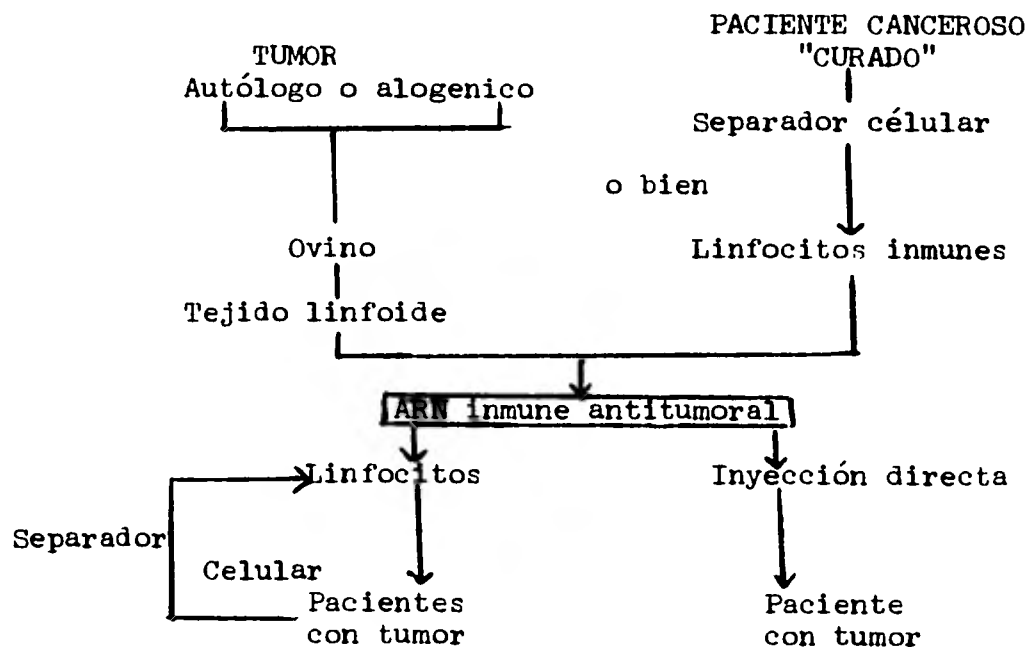 PACIENTE CANCEROSO
"CURADO"
TUMOR
Autólogo o alogenico
Separador célular
o bien
Ovino
Linfocitos inmunes
Tejido linfoide
ARN inmune antitumoral
Linfocitos
Inyección directa
Separador
Celular
Pacientes
con tumor
Paciente
con tumor